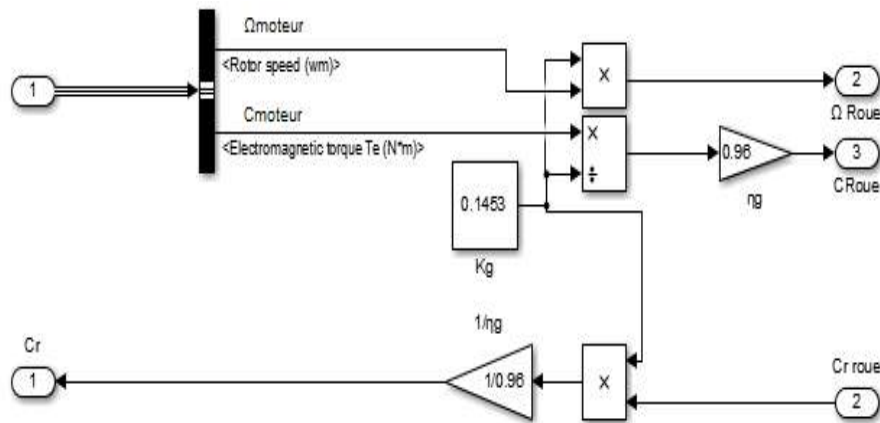 Ωmoteur
<Rotor speed (wm)>
1
X
2
Ω Roue
Cmoteur
<Electromagnetic torque Te (N*m)>
X
÷
0.96
3
CRoue
ηg
0.1453
Kg
1/ηg
Cr
1
1/0.96
X
Cr roue
2